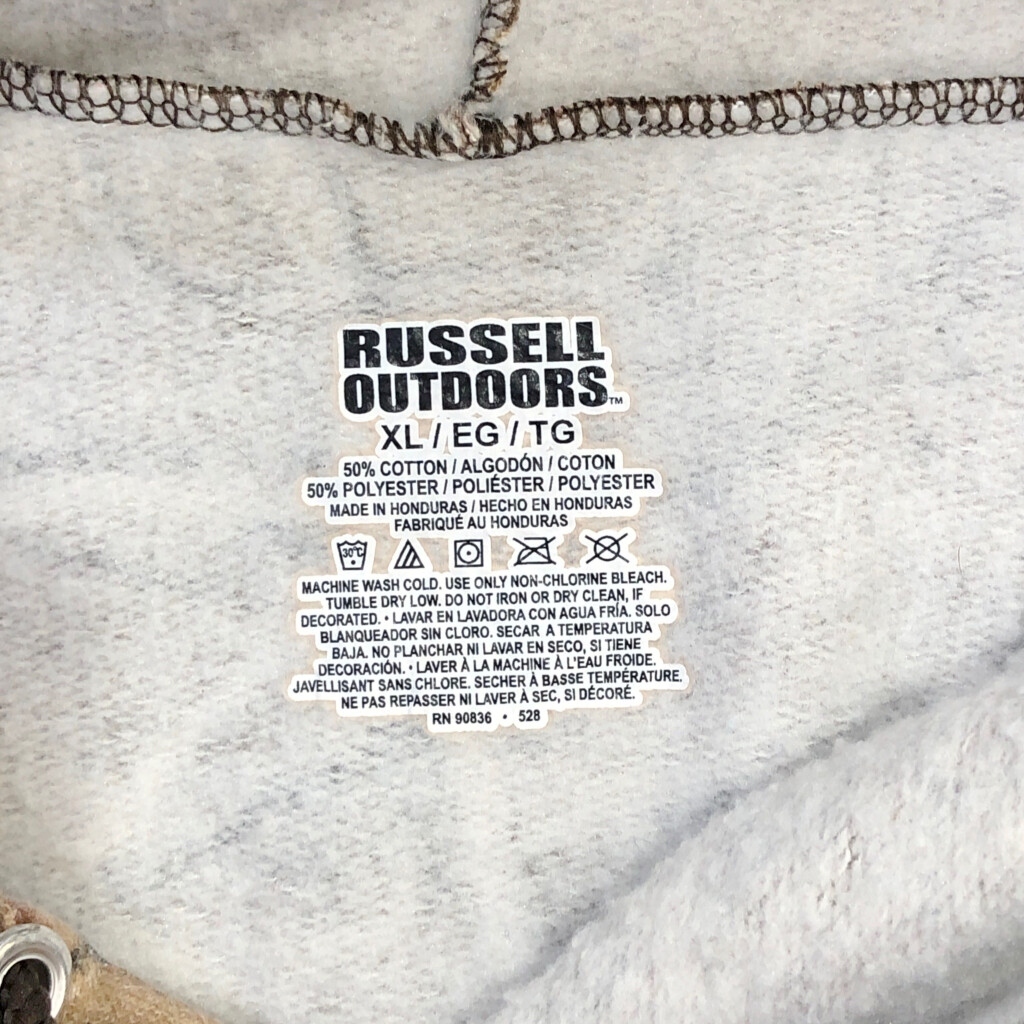 RUSSELL
OUTDOORS™
XL / EG / TG
50% COTTON / ALGODÓN / COTON
50% POLYESTER / POLIÉSTER / POLYESTER
MADE IN HONDURAS / HECHO EN HONDURAS
FABRIQUÉ AU HONDURAS
30°C
MACHINE WASH COLD. USE ONLY NON-CHLORINE BLEACH.
TUMBLE DRY LOW. DO NOT IRON OR DRY CLEAN, IF
DECORATED. • LAVAR EN LAVADORA CON AGUA FRÍA. SOLO
BLANQUEADOR SIN CLORO. SECAR A TEMPERATURA
BAJA. NO PLANCHAR NI LAVAR EN SECO, SI TIENE
DECORACIÓN. • LAVER À LA MACHINE À L'EAU FROIDE.
JAVELLISANT SANS CHLORE. SECHER À BASSE TEMPÉRATURE.
NE PAS REPASSER NI LAVER À SEC, SI DÉCORÉ.
RN 90836 • 528